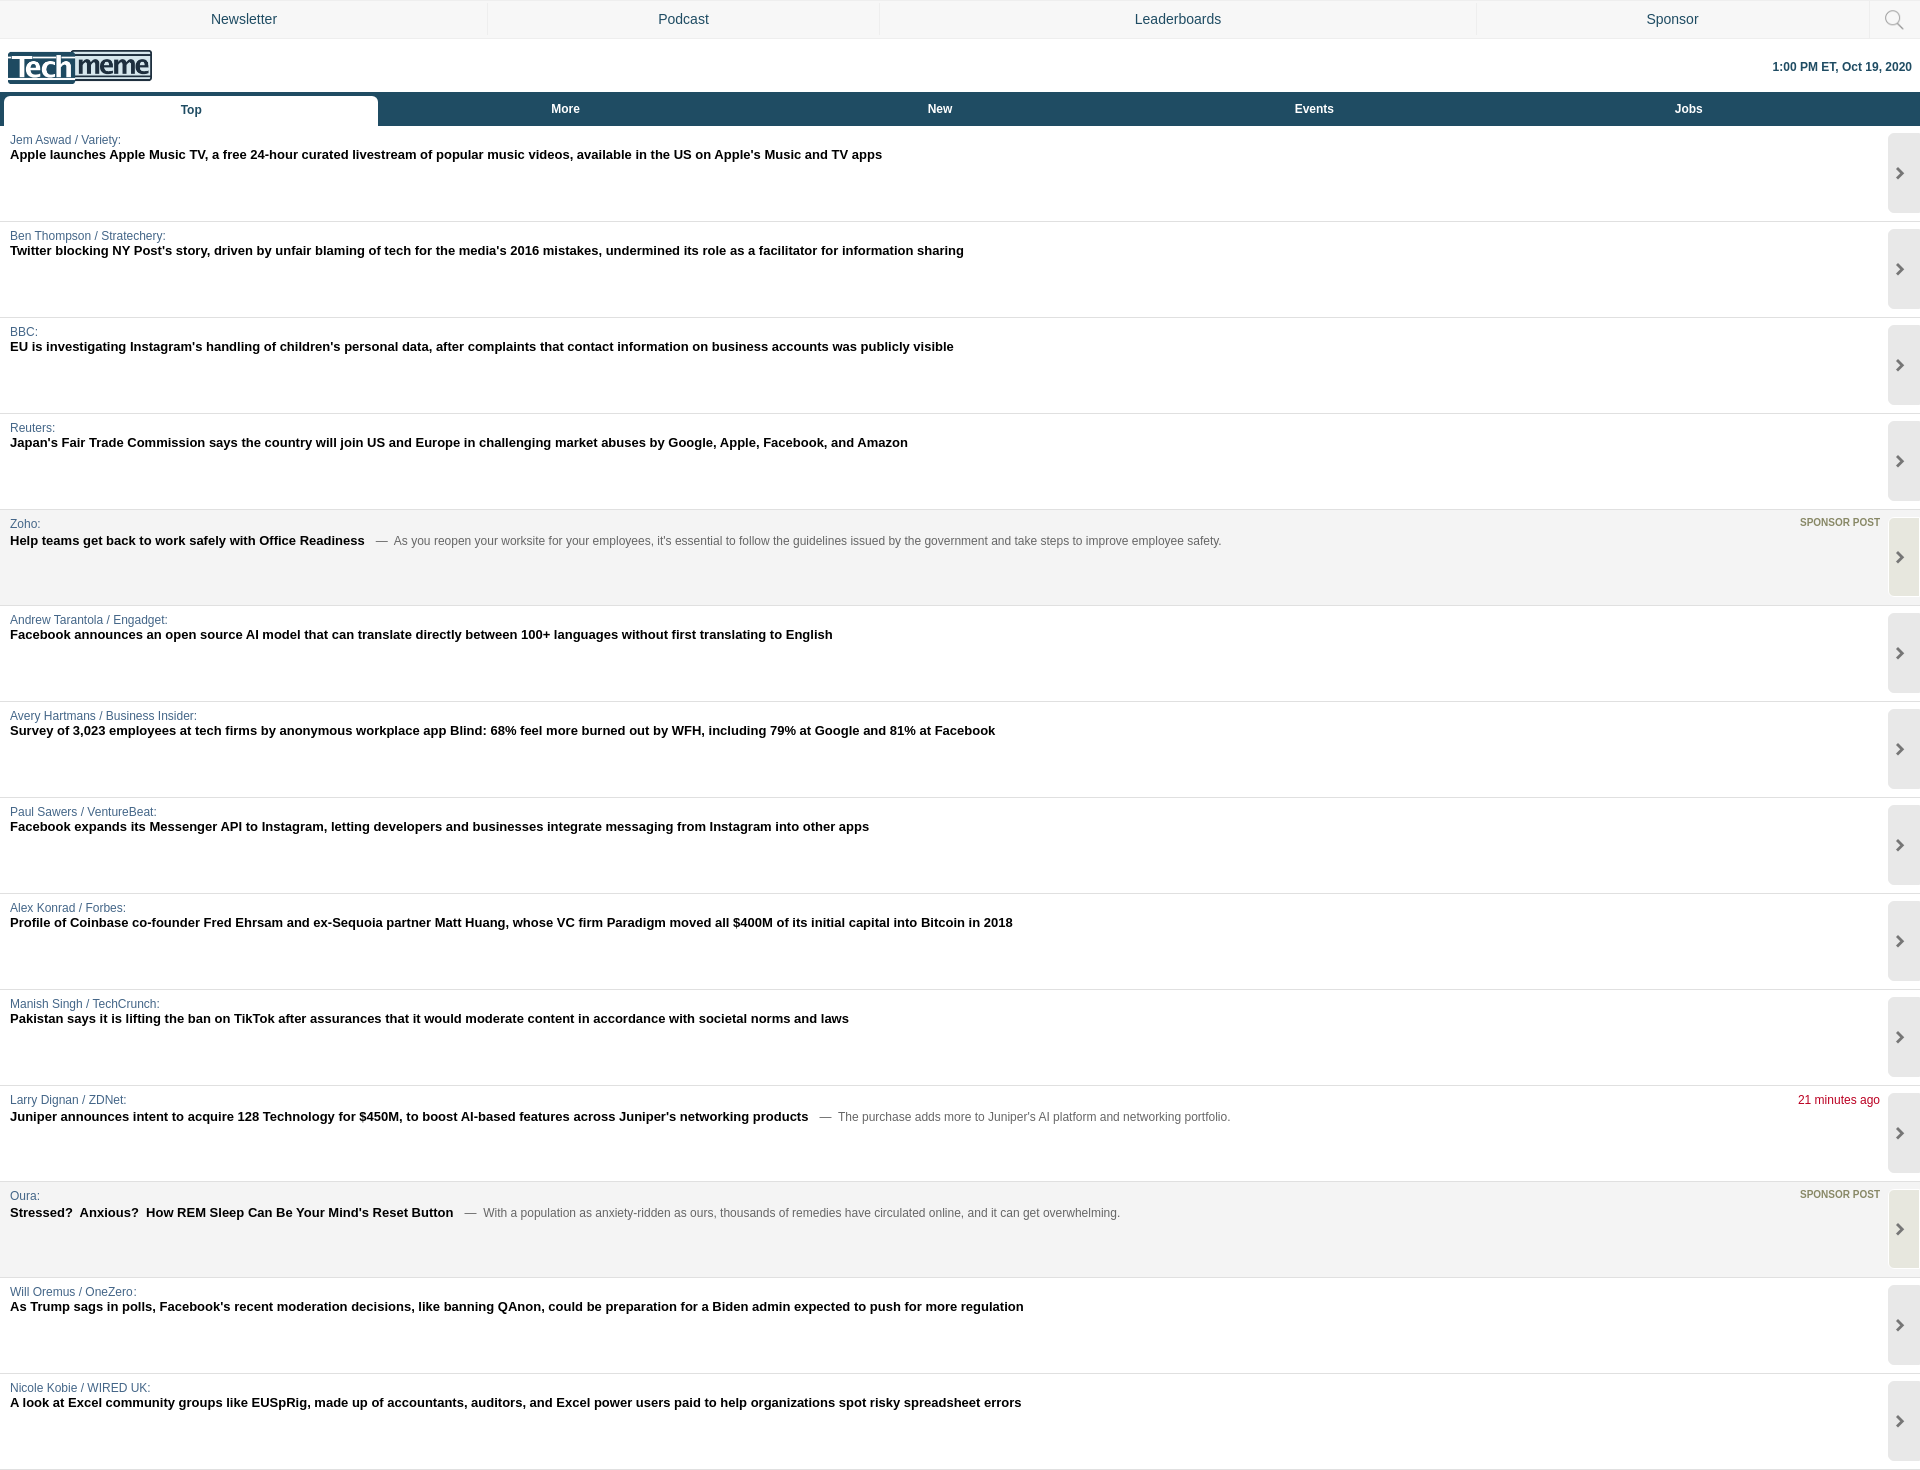 Newsletter
Podcast
Leaderboards
Sponsor
Techmeme
1:00 PM ET, Oct 19, 2020
Top
More
New
Events
Jobs
Jem Aswad / Variety:
Apple launches Apple Music TV, a free 24-hour curated livestream of popular music videos, available in the US on Apple's Music and TV apps
Ben Thompson / Stratechery:
Twitter blocking NY Post's story, driven by unfair blaming of tech for the media's 2016 mistakes, undermined its role as a facilitator for information sharing
BBC:
EU is investigating Instagram's handling of children's personal data, after complaints that contact information on business accounts was publicly visible
Reuters:
Japan's Fair Trade Commission says the country will join US and Europe in challenging market abuses by Google, Apple, Facebook, and Amazon
Zoho:
SPONSOR POST
Help teams get back to work safely with Office Readiness — As you reopen your worksite for your employees, it's essential to follow the guidelines issued by the government and take steps to improve employee safety.
Andrew Tarantola / Engadget:
Facebook announces an open source AI model that can translate directly between 100+ languages without first translating to English
Avery Hartmans / Business Insider:
Survey of 3,023 employees at tech firms by anonymous workplace app Blind: 68% feel more burned out by WFH, including 79% at Google and 81% at Facebook
Paul Sawers / VentureBeat:
Facebook expands its Messenger API to Instagram, letting developers and businesses integrate messaging from Instagram into other apps
Alex Konrad / Forbes:
Profile of Coinbase co-founder Fred Ehrsam and ex-Sequoia partner Matt Huang, whose VC firm Paradigm moved all $400M of its initial capital into Bitcoin in 2018
Manish Singh / TechCrunch:
Pakistan says it is lifting the ban on TikTok after assurances that it would moderate content in accordance with societal norms and laws
Larry Dignan / ZDNet:
21 minutes ago
Juniper announces intent to acquire 128 Technology for $450M, to boost AI-based features across Juniper's networking products — The purchase adds more to Juniper's AI platform and networking portfolio.
Oura:
SPONSOR POST
Stressed? Anxious? How REM Sleep Can Be Your Mind's Reset Button — With a population as anxiety-ridden as ours, thousands of remedies have circulated online, and it can get overwhelming.
Will Oremus / OneZero:
As Trump sags in polls, Facebook's recent moderation decisions, like banning QAnon, could be preparation for a Biden admin expected to push for more regulation
Nicole Kobie / WIRED UK:
A look at Excel community groups like EUSpRig, made up of accountants, auditors, and Excel power users paid to help organizations spot risky spreadsheet errors